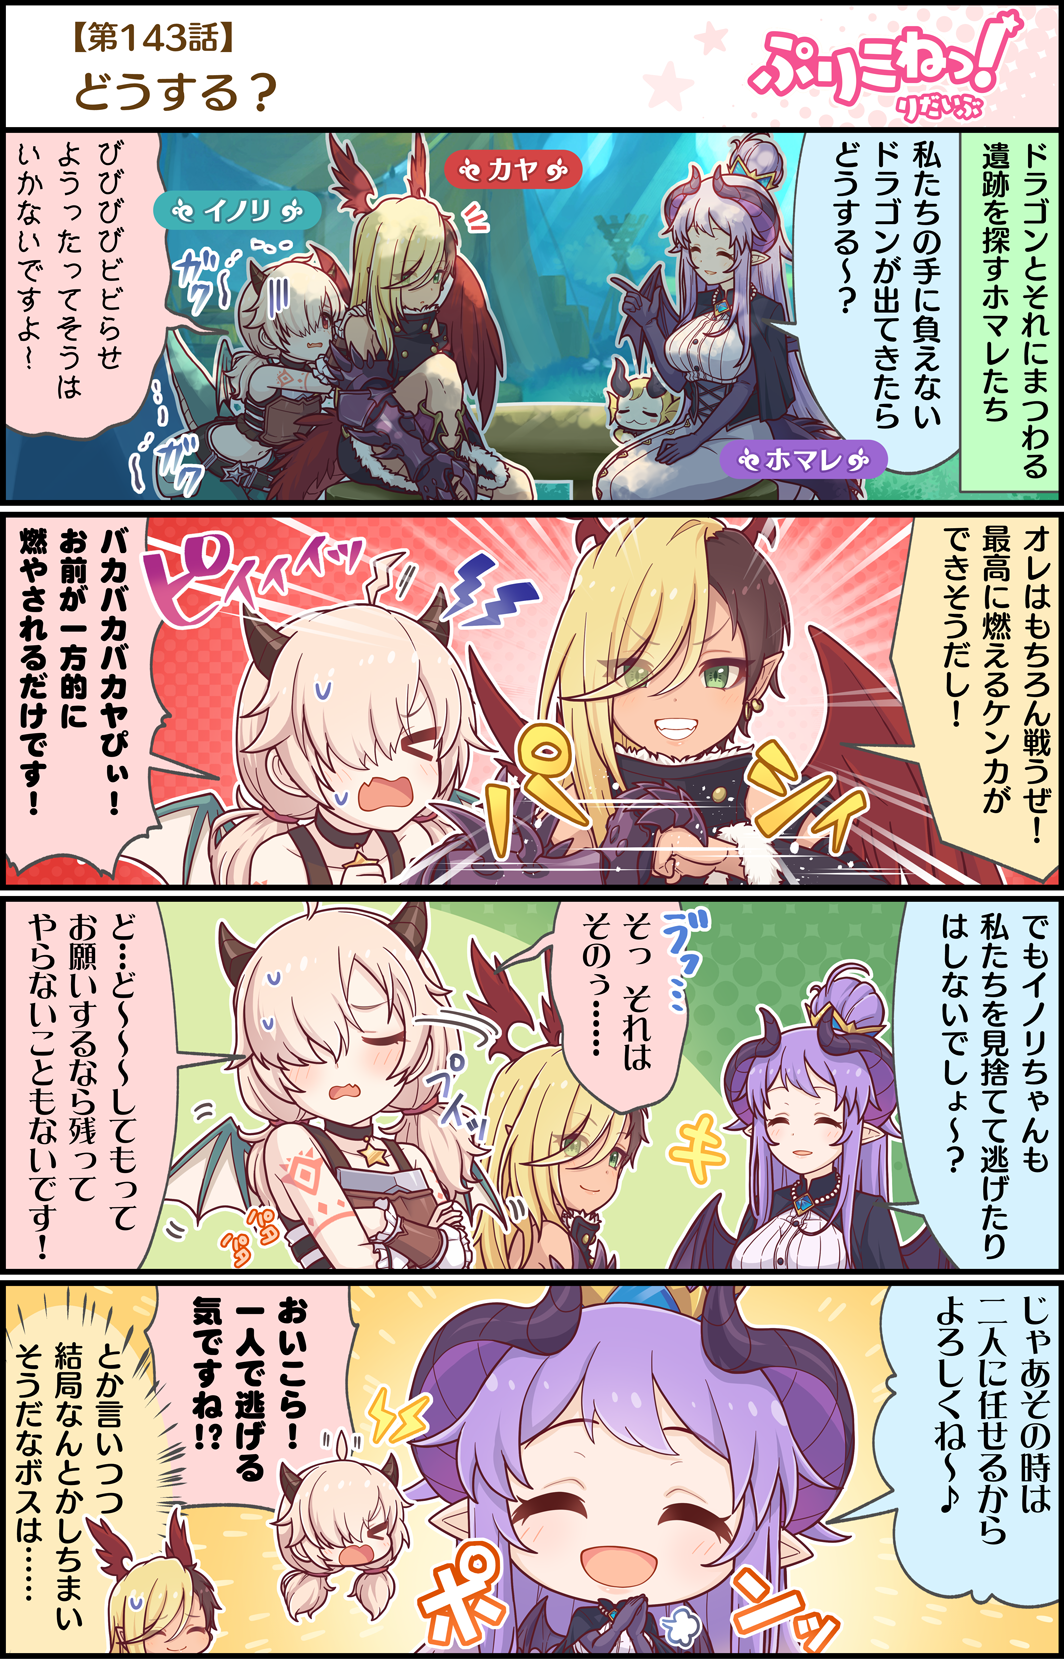 【第143話】
どうする？
ぷりこねっ！
りだいぶ
ドラゴンとそれにまつわる
遺跡を探すホマレたち
私たちの手に負えない
ドラゴンが出てきたら
どうする～？
カヤ
イノリ
ホマレ
びびびびビビらせ
ようったってそうは
いかないですよ～
ガク
ガク
オレはもちろん戦うぜ！
最高に燃えるケンカが
できそうだし！
パシィ
ピィィィッ
バカバカバカヤぴぃ！
お前が一方的に
燃やされるだけです！
でもイノリちゃんも
私たちを見捨てて逃げたり
はしないでしょ～？
そっ それは
そのぅ……
プイッ
パタ
パタ
ど…ど～～～してもって
お願いするなら残って
やらないこともないです！
じゃあその時は
二人に任せるから
よろしくね～♪
ポンッ
おいこら！
一人で逃げる
気ですね!?
とか言いつつ
結局なんとかしちまい
そうだなボスは……